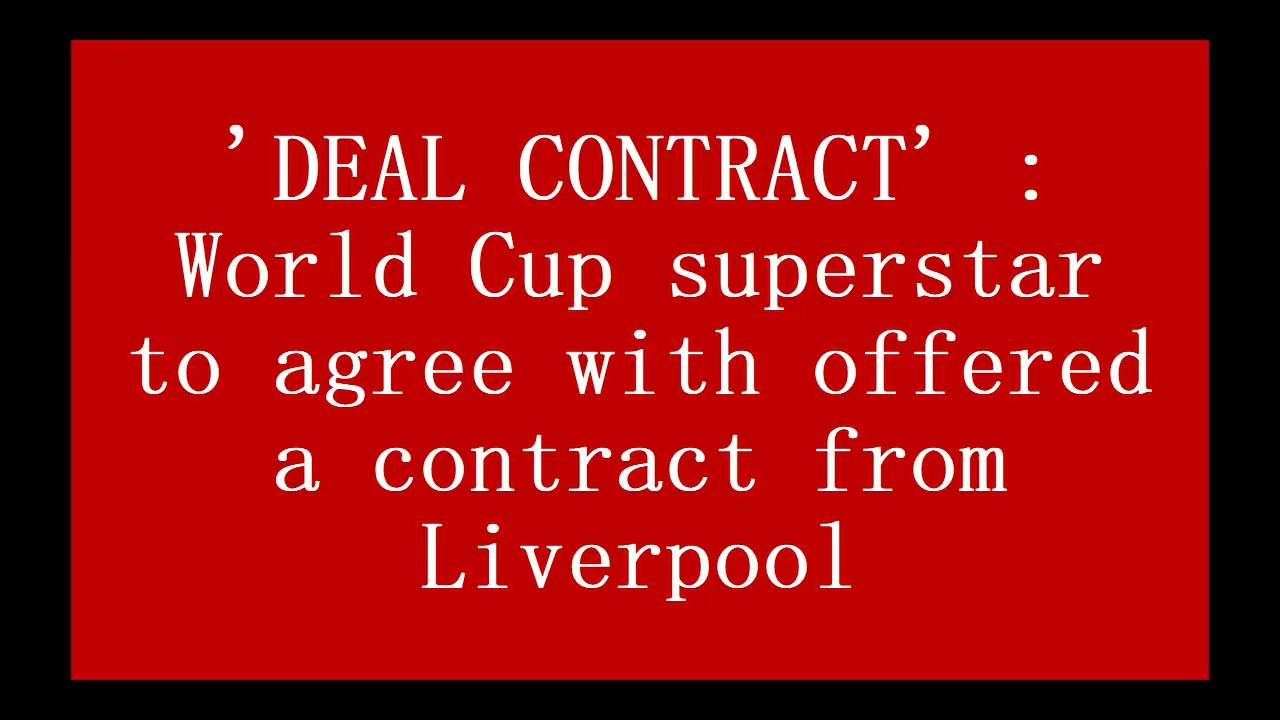 ’DEAL CONTRACT’ :
World Cup superstar
to agree with offered
a contract from
Liverpool